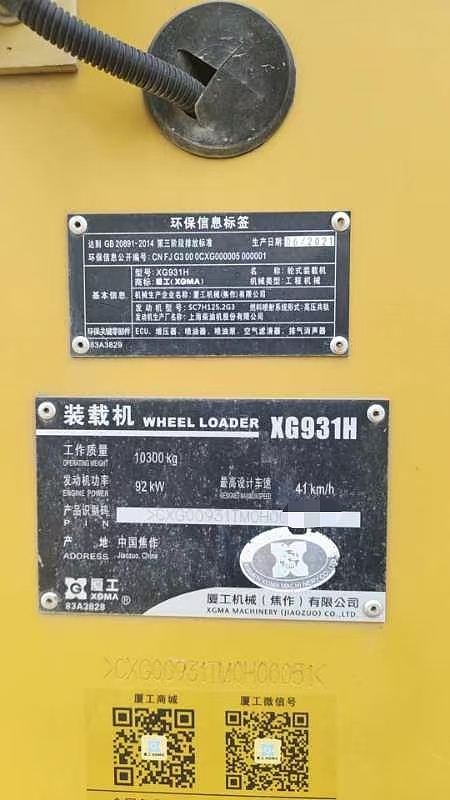 环保信息标签
达到 GB 20891-2014 第三阶段排放标准 生产日期 06/2021
环保信息公开编号: CN FJ G3 00 0CXG000005 000001
基本信息
型号: XG931H 名称: 轮式装载机
商标: 厦工(XGMA) 机械类型: 工程机械
机械生产企业名称: 厦工机械(焦作)有限公司
发动机型号: SC7H125.2G3 燃料喷射系统形式: 高压共轨
发动机生产厂名称: 上海柴油机股份有限公司
环保关键零部件 ECU、增压器、喷油器、喷油泵、空气滤清器、排气消声器
83A3829
装载机 WHEEL LOADER XG931H
工作质量 10300 kg
OPERATING WEIGHT
发动机功率 92 kW 最高设计车速 41 km/h
ENGINE POWER
产品识别码 >CXG00931TM0H0
PIN
产地 中国焦作
ADDRESS Jiaozuo, China
厦工
XGMA ®
83A3828
厦工机械(焦作)有限公司
XGMA MACHINERY (JIAOZUO) CO.,LTD.
>CXG00931TM0H06051<
厦工商城 厦工微信号